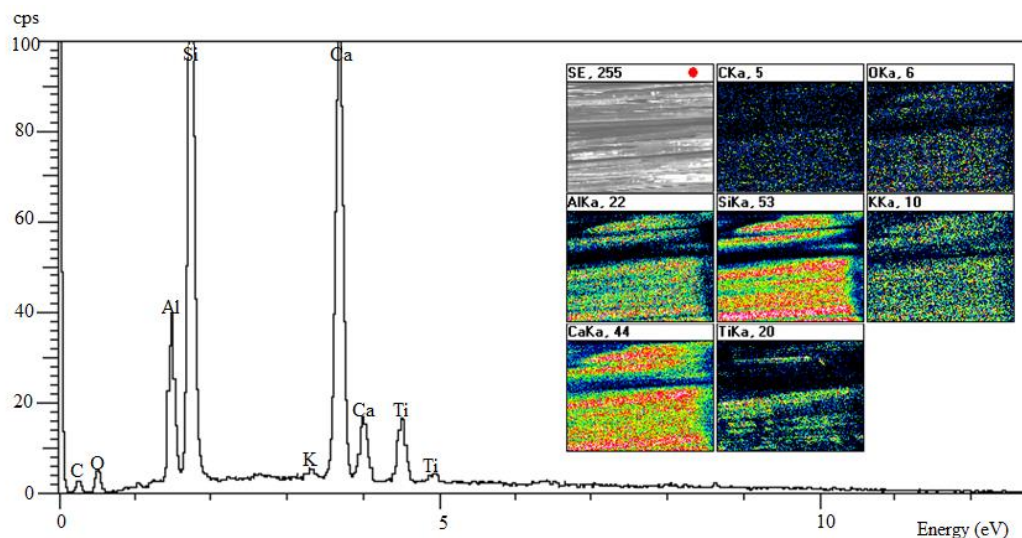 cps
100
80
60
40
20
0
Si
Ca
Al
C
O
K
Ca
Ti
Ti
0
5
10
Energy (eV)
SE, 255
CKa, 5
OKa, 6
AlKa, 22
SiKa, 53
KKa, 10
CaKa, 44
TiKa, 20